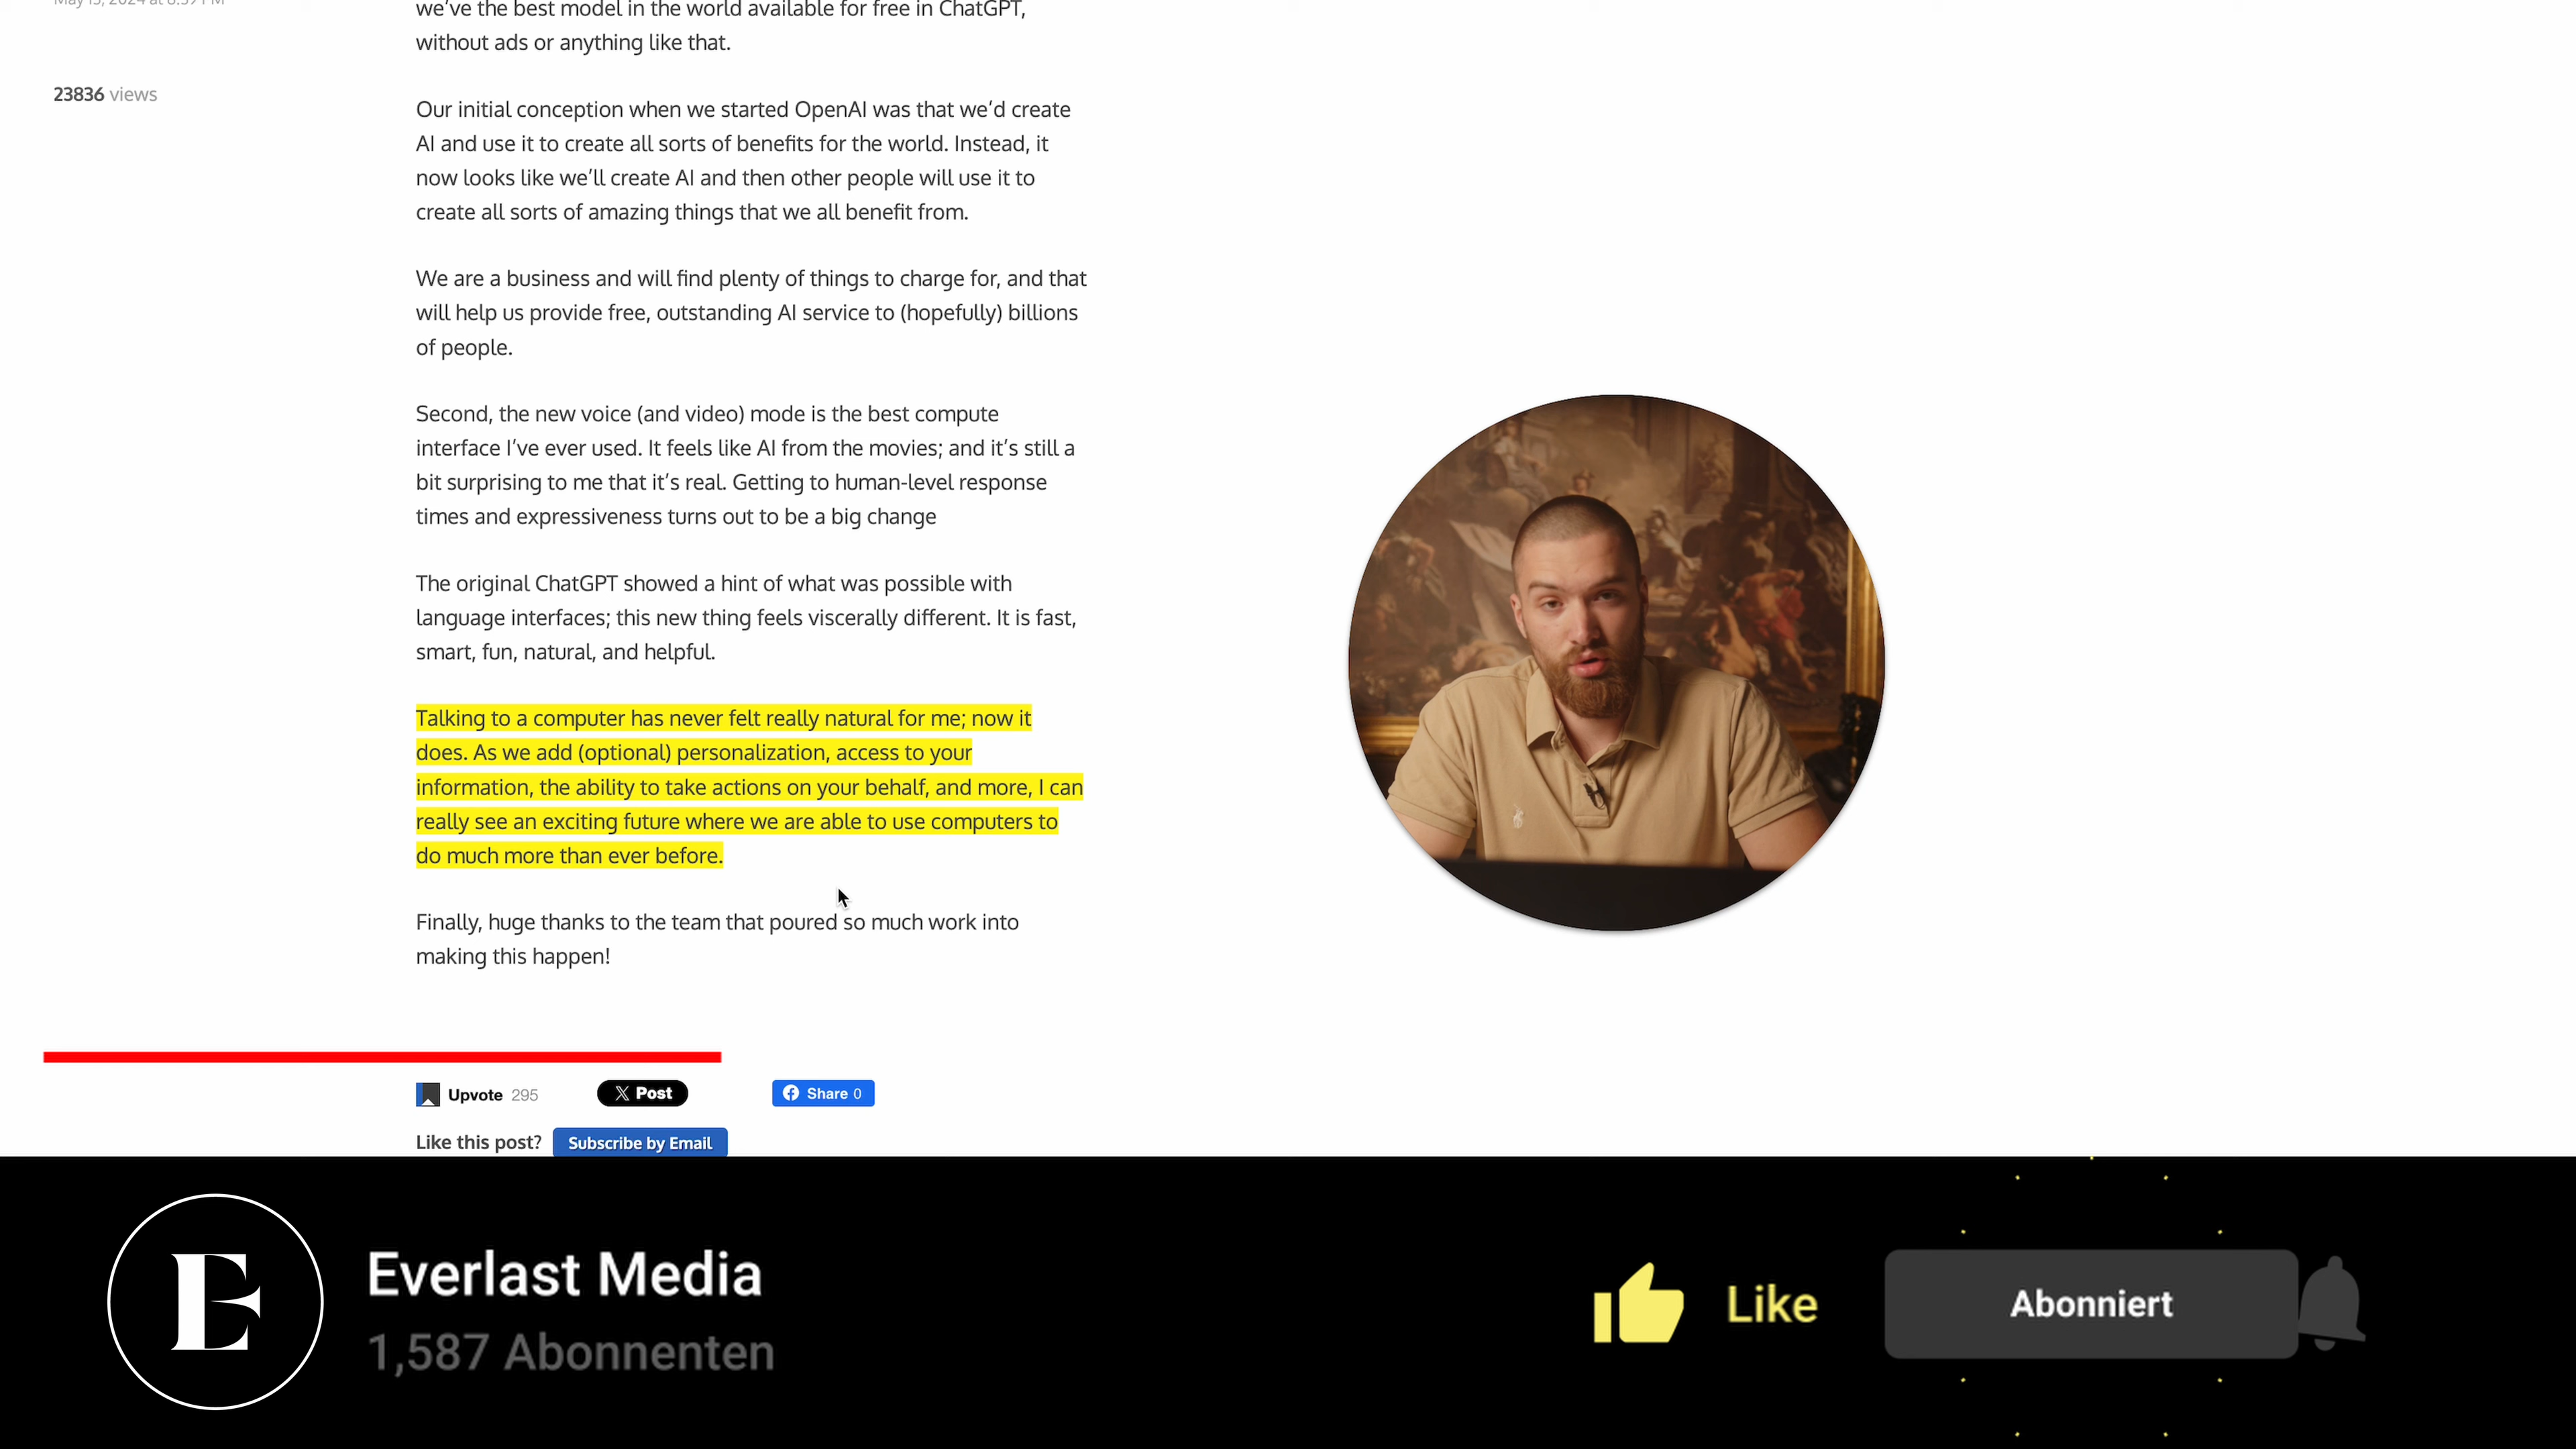 we've the best model in the world available for free in ChatGPT,
without ads or anything like that.
23836 views
Our initial conception when we started OpenAI was that we'd create
AI and use it to create all sorts of benefits for the world. Instead, it
now looks like we'll create AI and then other people will use it to
create all sorts of amazing things that we all benefit from.
We are a business and will find plenty of things to charge for, and that
will help us provide free, outstanding AI service to (hopefully) billions
of people.
Second, the new voice (and video) mode is the best compute
interface I've ever used. It feels like AI from the movies; and it's still a
bit surprising to me that it's real. Getting to human-level response
times and expressiveness turns out to be a big change
The original ChatGPT showed a hint of what was possible with
language interfaces; this new thing feels viscerally different. It is fast,
smart, fun, natural, and helpful.
Talking to a computer has never felt really natural for me; now it
does. As we add (optional) personalization, access to your
information, the ability to take actions on your behalf, and more, I can
really see an exciting future where we are able to use computers to
do much more than ever before.
Finally, huge thanks to the team that poured so much work into
making this happen!
Upvote 295 X Post Share 0
Like this post? Subscribe by Email
E
Everlast Media
1,587 Abonnenten
Like
Abonniert